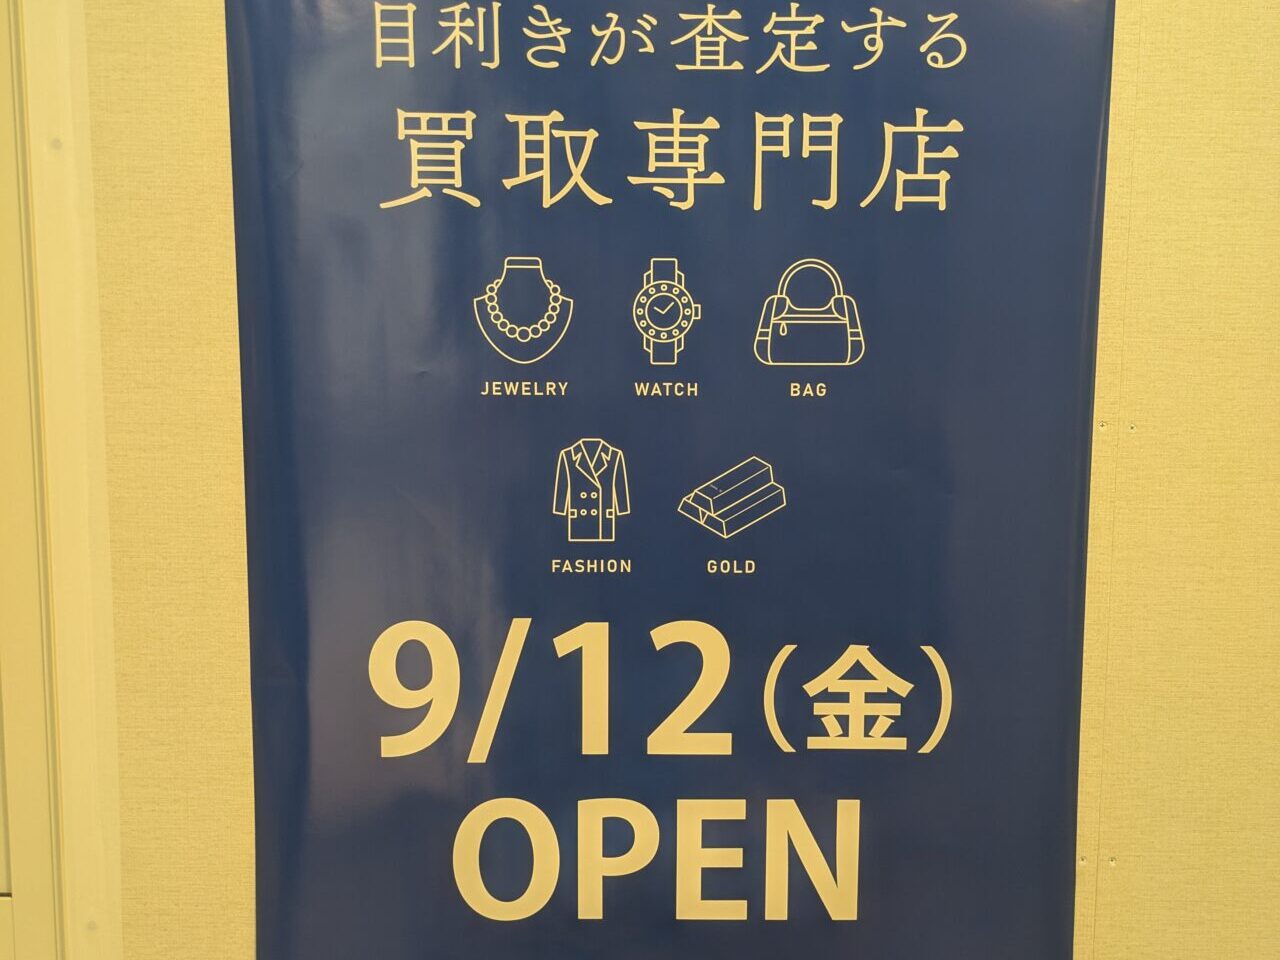 目利きが査定する
買取専門店
JEWELRY WATCH BAG
FASHION GOLD
9/12(金)
OPEN